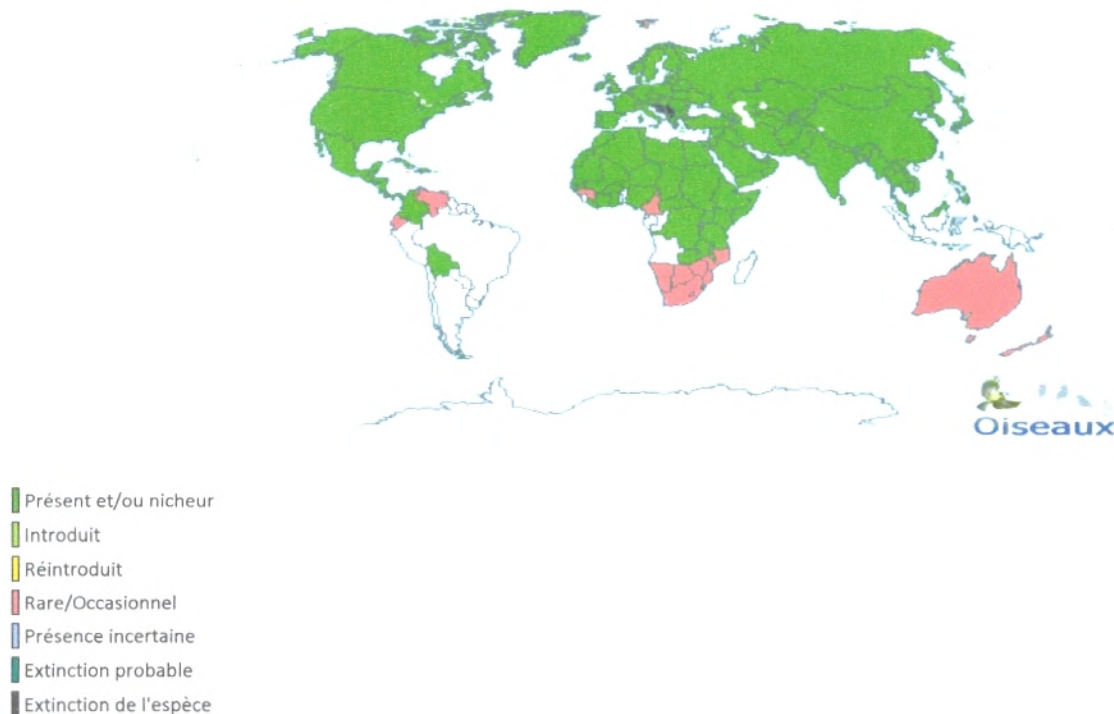 Oiseaux
Présent et/ou nicheur
Introduit
Réintroduit
Rare/Occasionnel
Présence incertaine
Extinction probable
Extinction de l'espèce